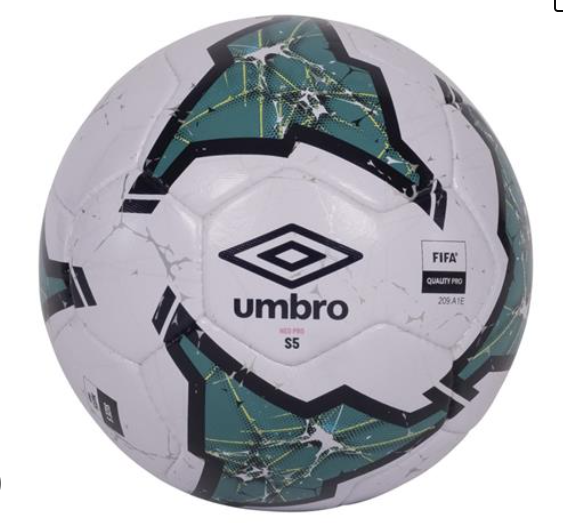 FIFA®
QUALITY PRO
209.A1E
umbro
NEO PRO
S5